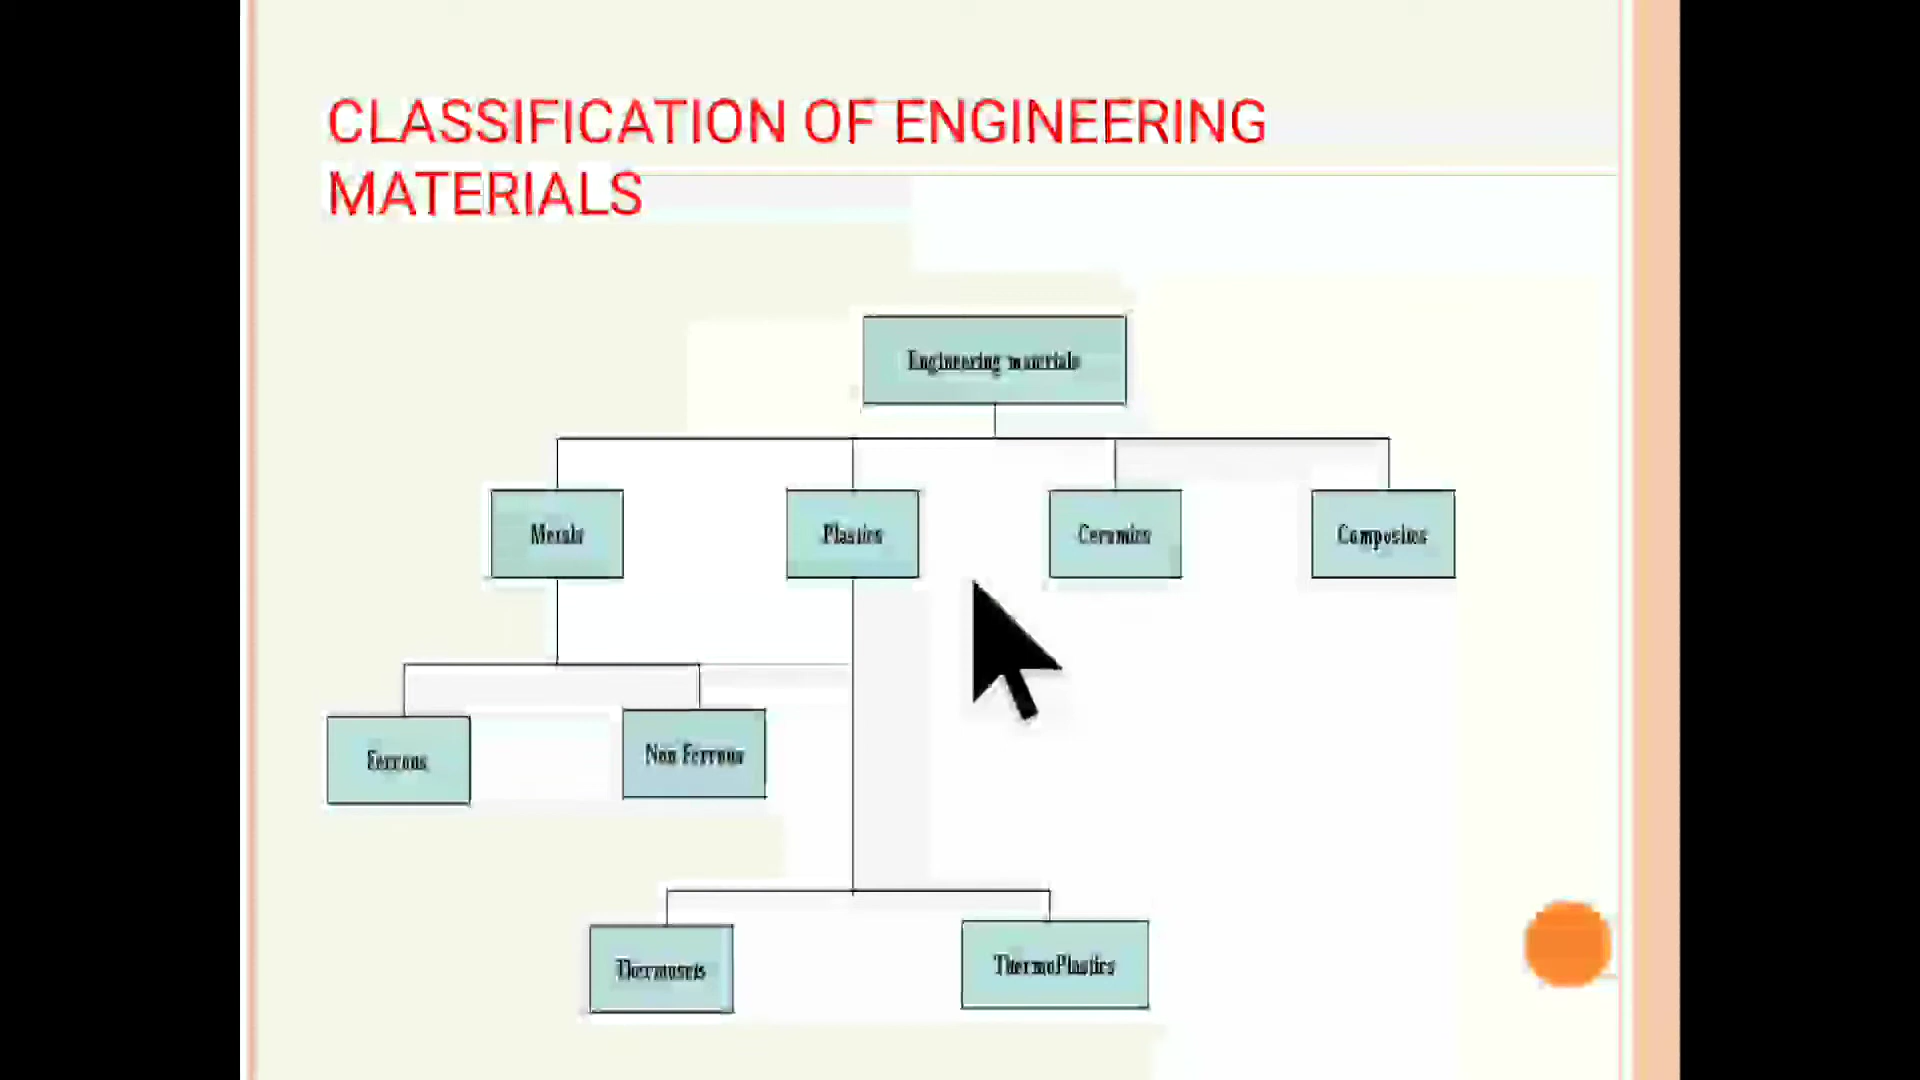 CLASSIFICATION OF ENGINEERING
MATERIALS
Engineering materials
Metals
Plastics
Ceramics
Composites
Ferrous
Non Ferrous
Thermosets
ThermoPlastics